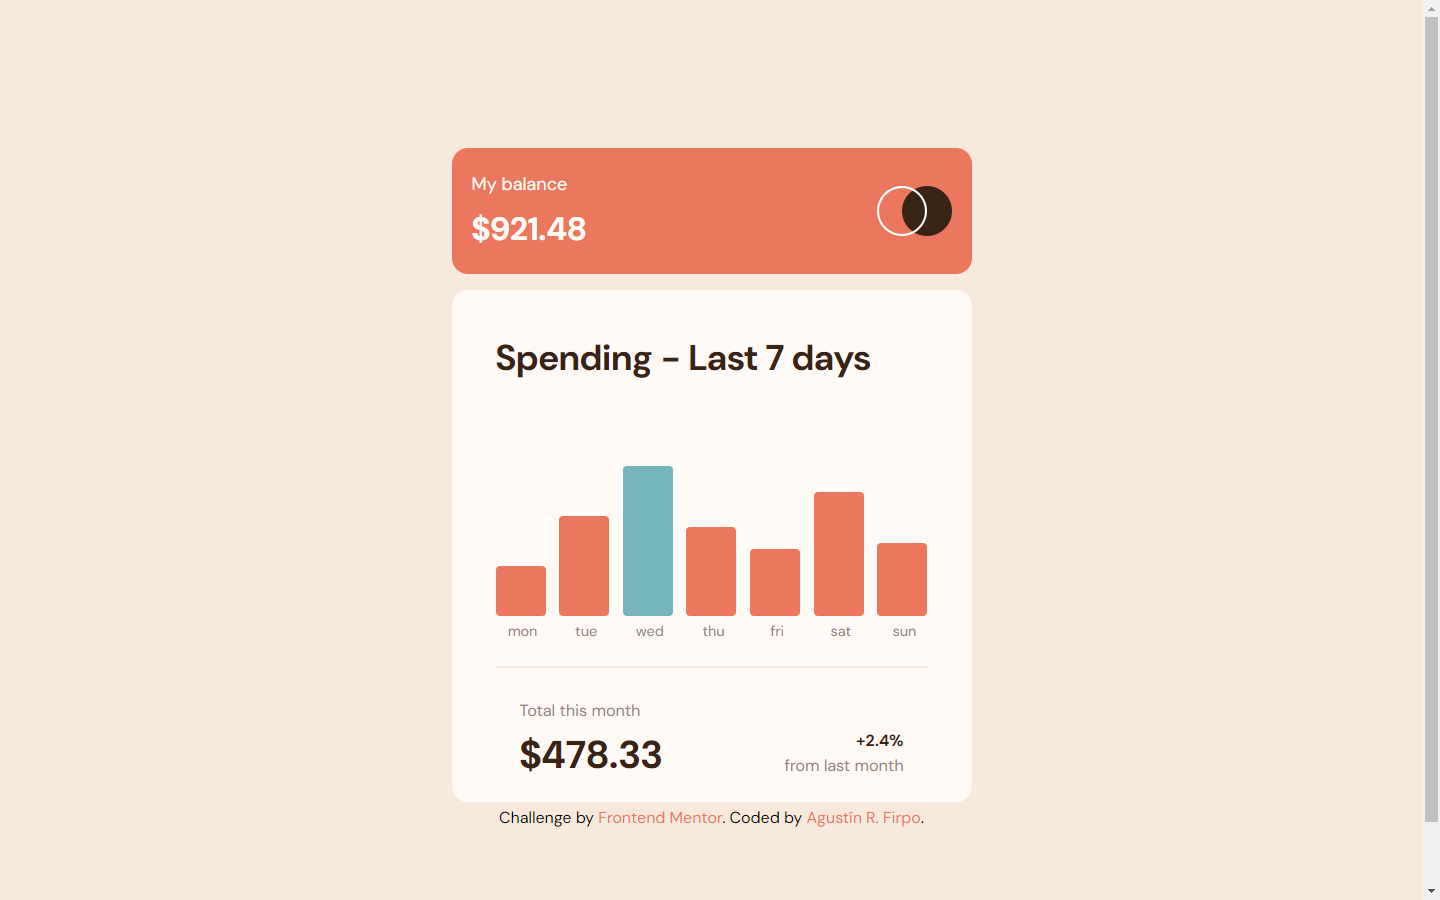 My balance
$921.48
Spending - Last 7 days
mon tue wed thu fri sat sun
Total this month
$478.33
+2.4%
from last month
Challenge by Frontend Mentor. Coded by Agustín R. Firpo.